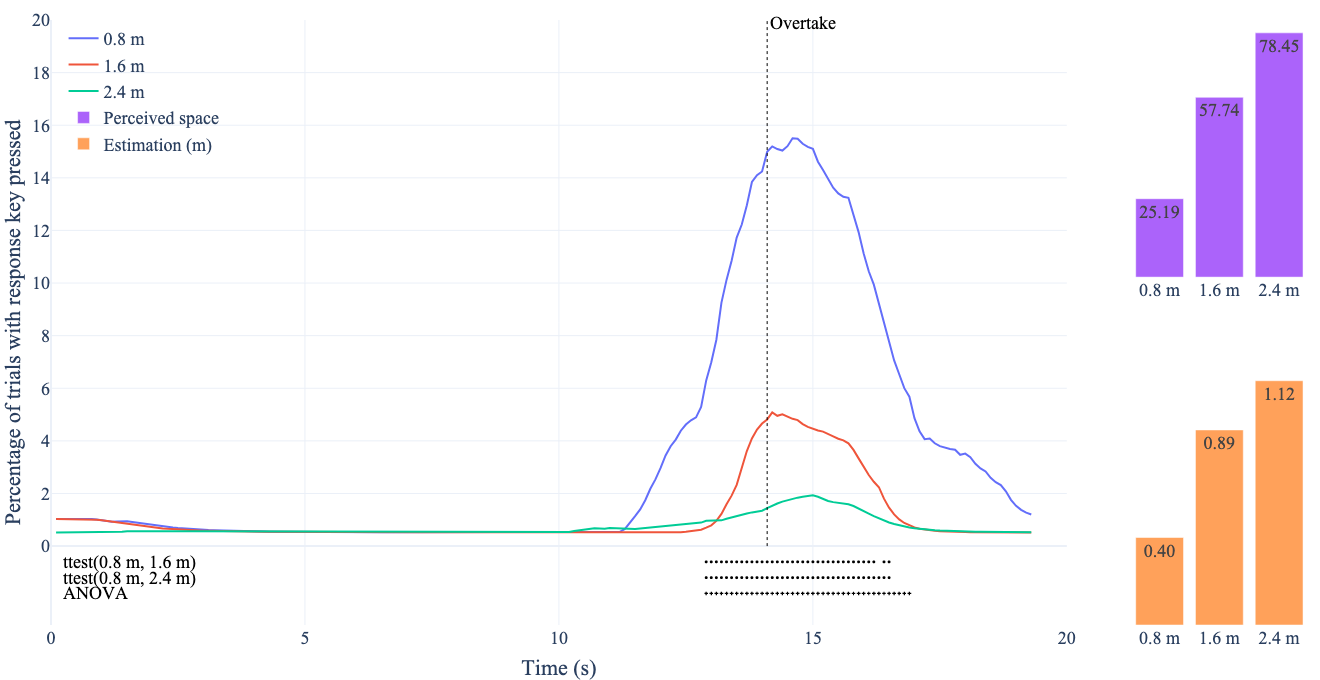 Overtake
0.8 m
1.6 m
2.4 m
Perceived space
Estimation (m)
Percentage of trials with response key pressed
20
18
16
14
12
10
8
6
4
2
0
ttest(0.8 m, 1.6 m)
ttest(0.8 m, 2.4 m)
ANOVA
0 5 10 15 20
Time (s)
25.19 57.74 78.45
0.8 m 1.6 m 2.4 m
0.40 0.89 1.12
0.8 m 1.6 m 2.4 m